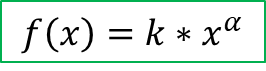 f(x) = k * x^α